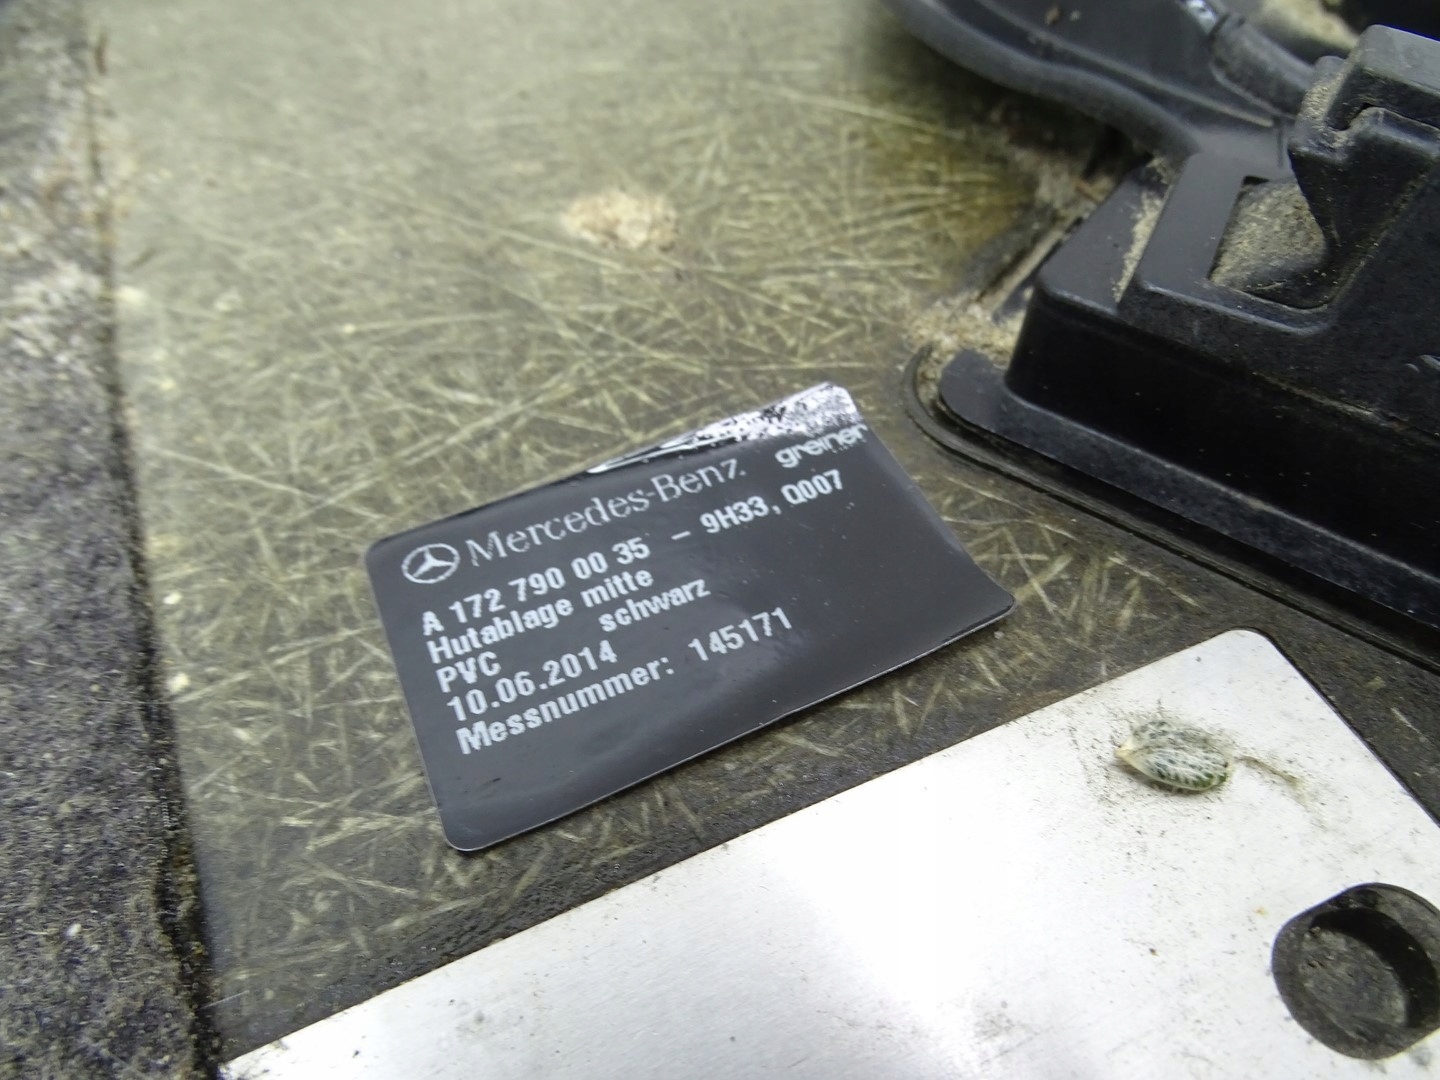 Mercedes-Benz greiner
A 172 790 00 35 - 9H33, Q007
Hutablage mitte
PVC schwarz
10.06.2014
Messnummer: 145171